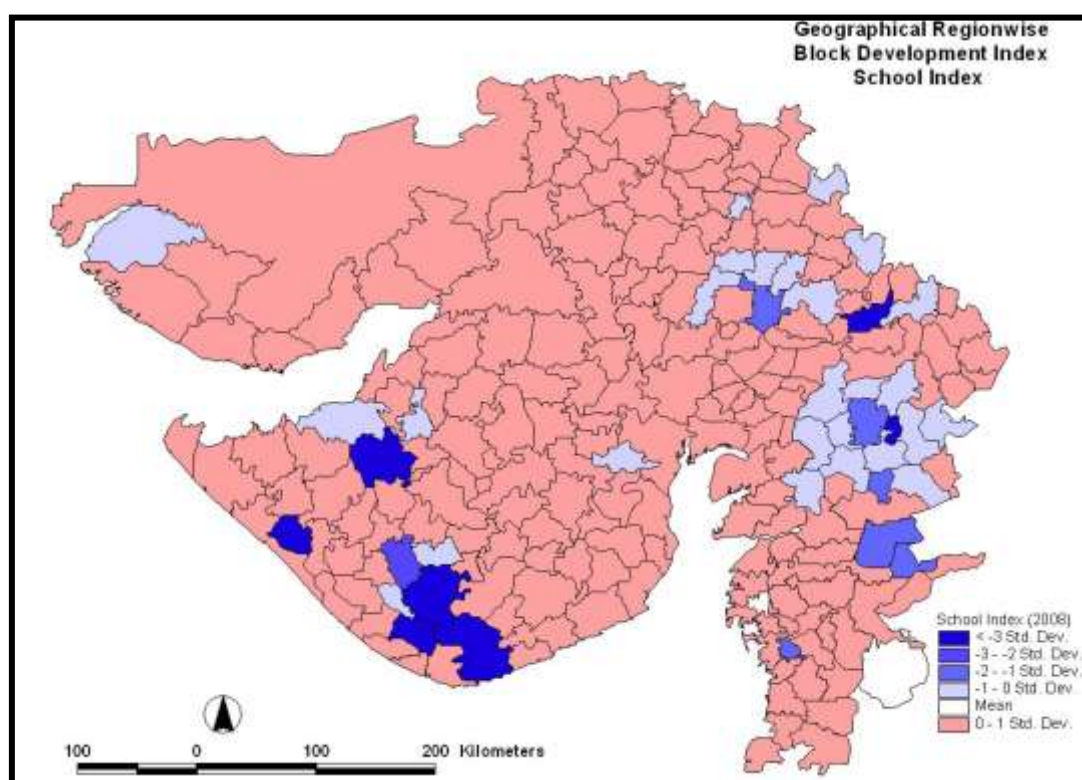 Geographical Regionwise
Block Development Index
School Index
School Index (2008)
< -3 Std. Dev.
-3 - -2 Std. Dev.
-2 - -1 Std. Dev.
-1 - 0 Std. Dev.
Mean
0 - 1 Std. Dev.
100 0 100 200 Kilometers